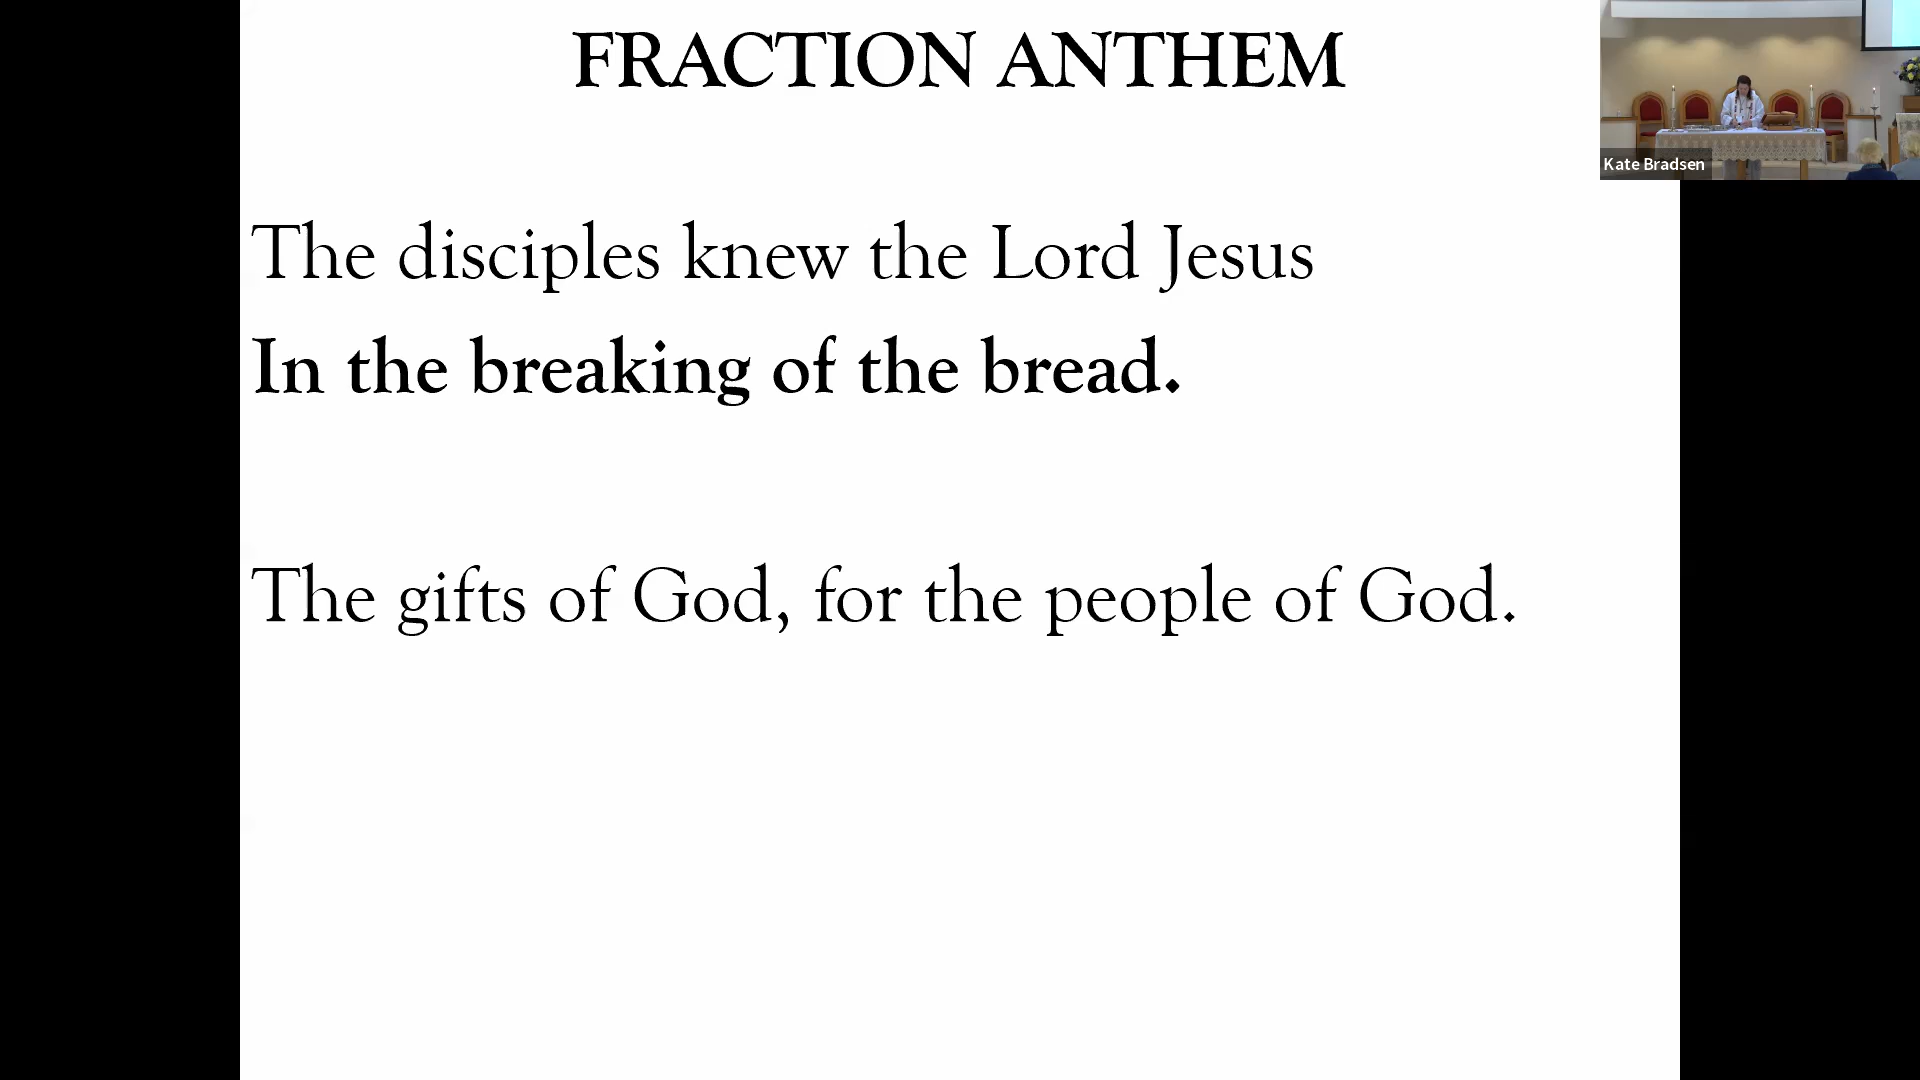 FRACTION ANTHEM
The disciples knew the Lord Jesus
In the breaking of the bread.
The gifts of God, for the people of God.
Kate Bradsen